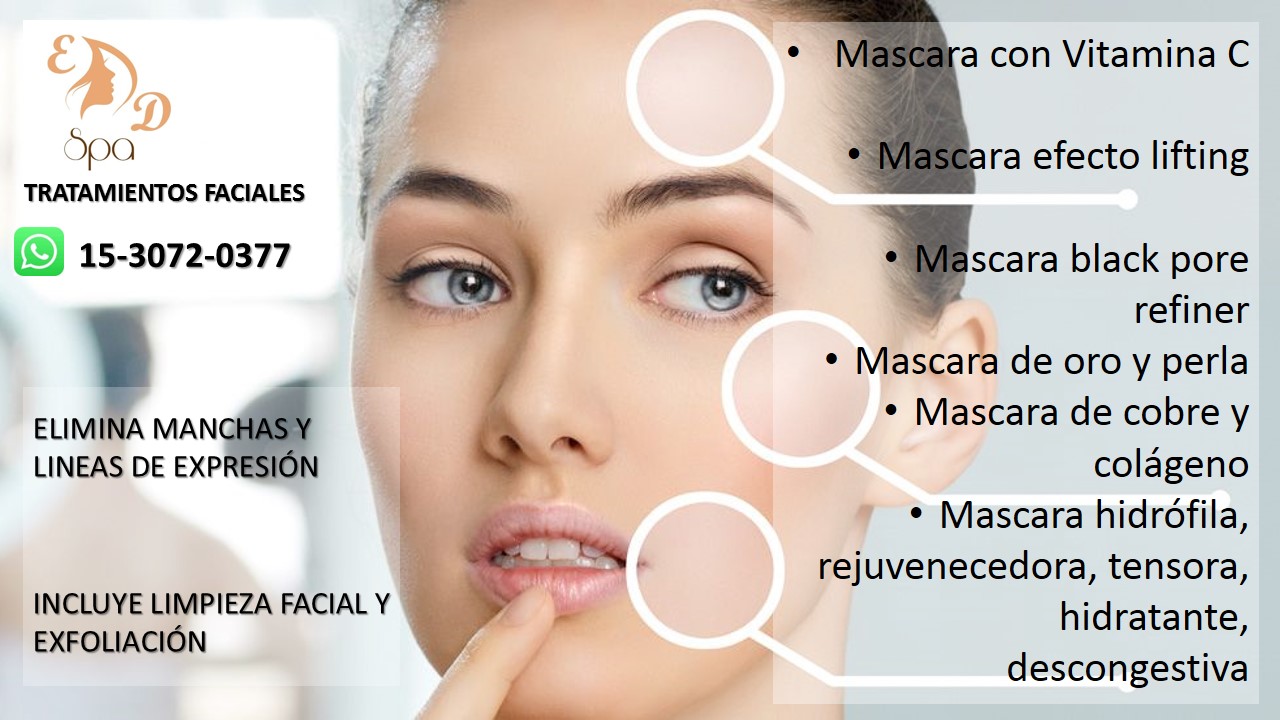 E D
Spa
TRATAMIENTOS FACIALES
15-3072-0377
ELIMINA MANCHAS Y
LINEAS DE EXPRESIÓN
INCLUYE LIMPIEZA FACIAL Y
EXFOLIACIÓN
• Mascara con Vitamina C
• Mascara efecto lifting
• Mascara black pore
refiner
• Mascara de oro y perla
• Mascara de cobre y
colágeno
• Mascara hidrófila,
rejuvenecedora, tensora,
hidratante,
descongestiva